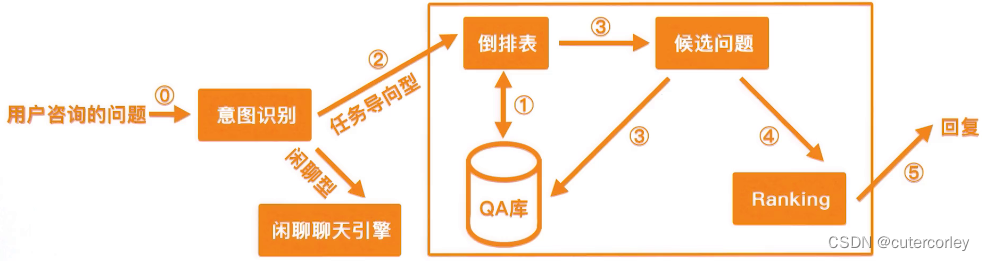 用户咨询的问题
⓪
意图识别
②
任务导向型
闲聊型
闲聊聊天引擎
倒排表
③
候选问题
①
③
④
QA库
Ranking
⑤
回复
CSDN @cutercorley